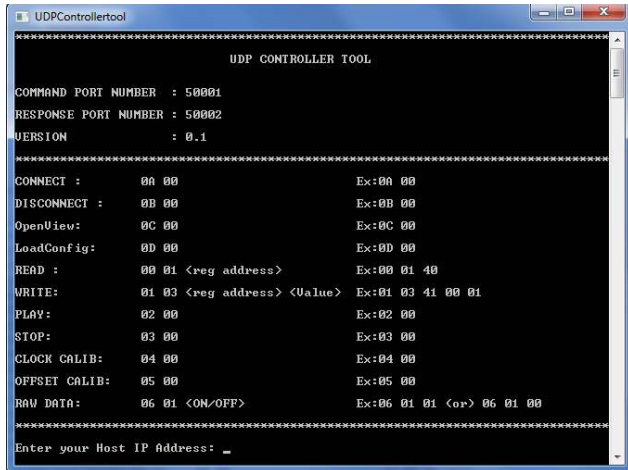 UDPControllertool
********************************************************************************
UDP CONTROLLER TOOL
COMMAND PORT NUMBER : 50001
RESPONSE PORT NUMBER : 50002
VERSION : 0.1
********************************************************************************
CONNECT : 0A 00 Ex:0A 00
DISCONNECT : 0B 00 Ex:0B 00
OpenView: 0C 00 Ex:0C 00
LoadConfig: 0D 00 Ex:0D 00
READ : 00 01 <reg address> Ex:00 01 40
WRITE: 01 03 <reg address> <Value> Ex:01 03 41 00 01
PLAY: 02 00 Ex:02 00
STOP: 03 00 Ex:03 00
CLOCK CALIB: 04 00 Ex:04 00
OFFSET CALIB: 05 00 Ex:05 00
RAW DATA: 06 01 <ON/OFF> Ex:06 01 01 <or> 06 01 00
********************************************************************************
Enter your Host IP Address: _